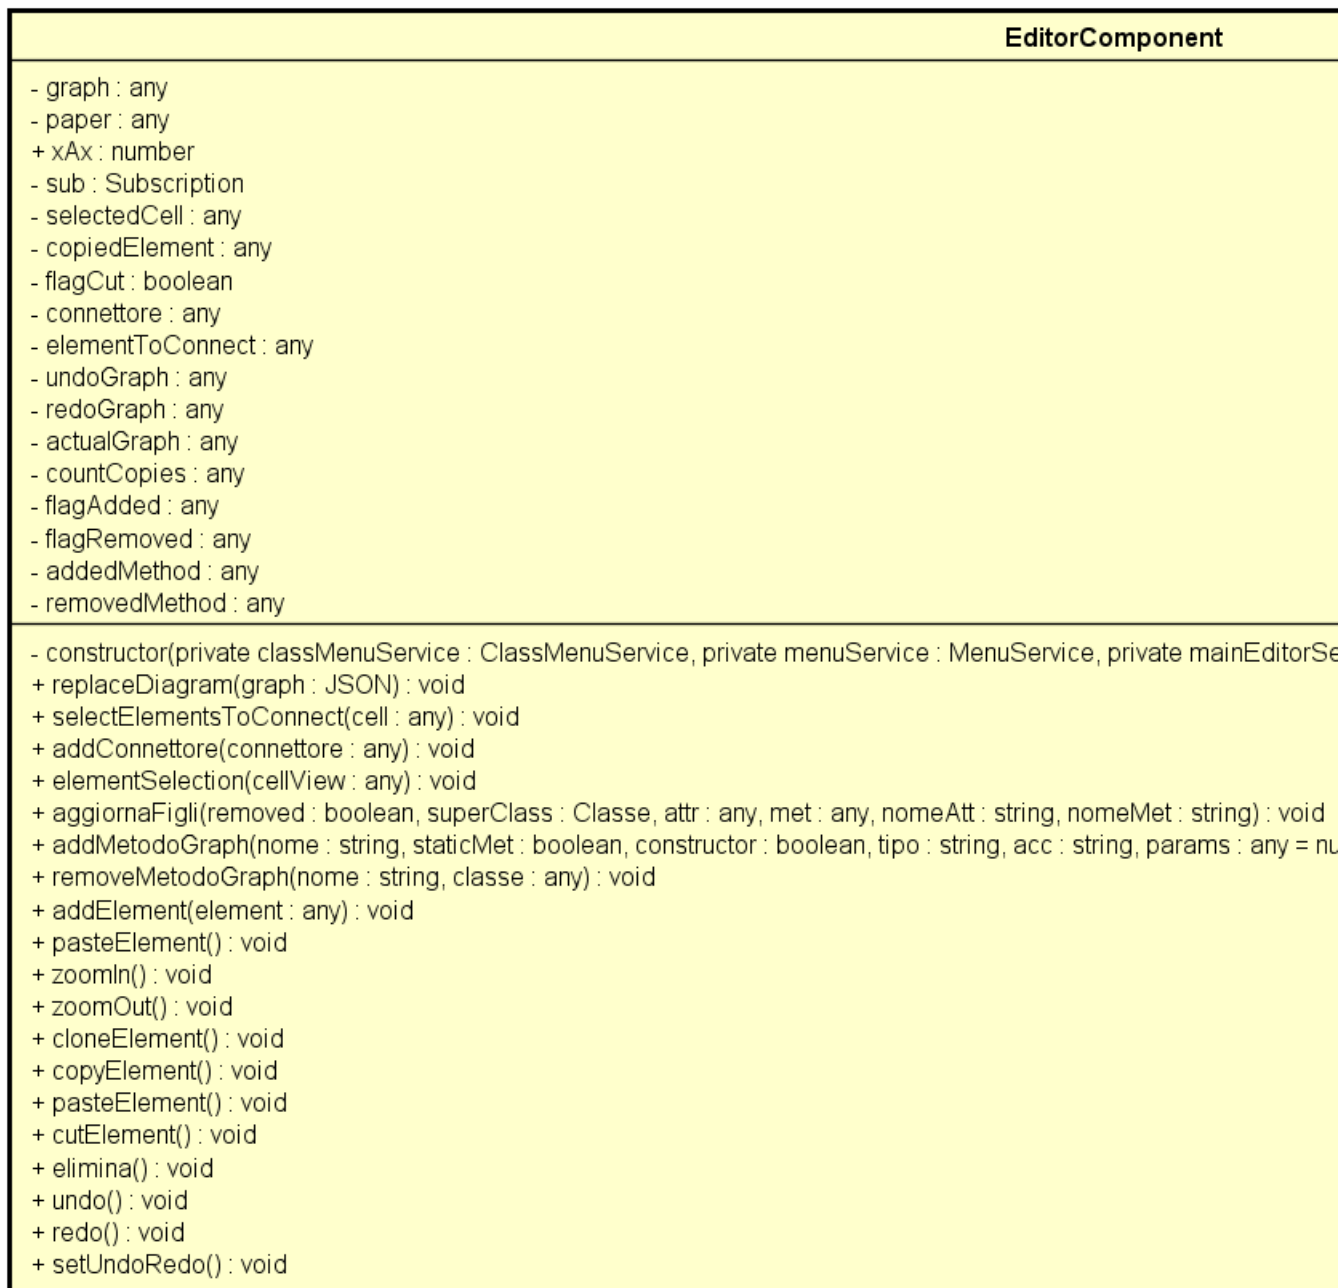 EditorComponent
- graph : any
- paper : any
+ xAx : number
- sub : Subscription
- selectedCell : any
- copiedElement : any
- flagCut : boolean
- connettore : any
- elementToConnect : any
- undoGraph : any
- redoGraph : any
- actualGraph : any
- countCopies : any
- flagAdded : any
- flagRemoved : any
- addedMethod : any
- removedMethod : any
- constructor(private classMenuService : ClassMenuService, private menuService : MenuService, private mainEditorSe
+ replaceDiagram(graph : JSON) : void
+ selectElementsToConnect(cell : any) : void
+ addConnettore(connettore : any) : void
+ elementSelection(cellView : any) : void
+ aggiornaFigli(removed : boolean, superClass : Classe, attr : any, met : any, nomeAtt : string, nomeMet : string) : void
+ addMetodoGraph(nome : string, staticMet : boolean, constructor : boolean, tipo : string, acc : string, params : any = nu
+ removeMetodoGraph(nome : string, classe : any) : void
+ addElement(element : any) : void
+ pasteElement() : void
+ zoomIn() : void
+ zoomOut() : void
+ cloneElement() : void
+ copyElement() : void
+ pasteElement() : void
+ cutElement() : void
+ elimina() : void
+ undo() : void
+ redo() : void
+ setUndoRedo() : void